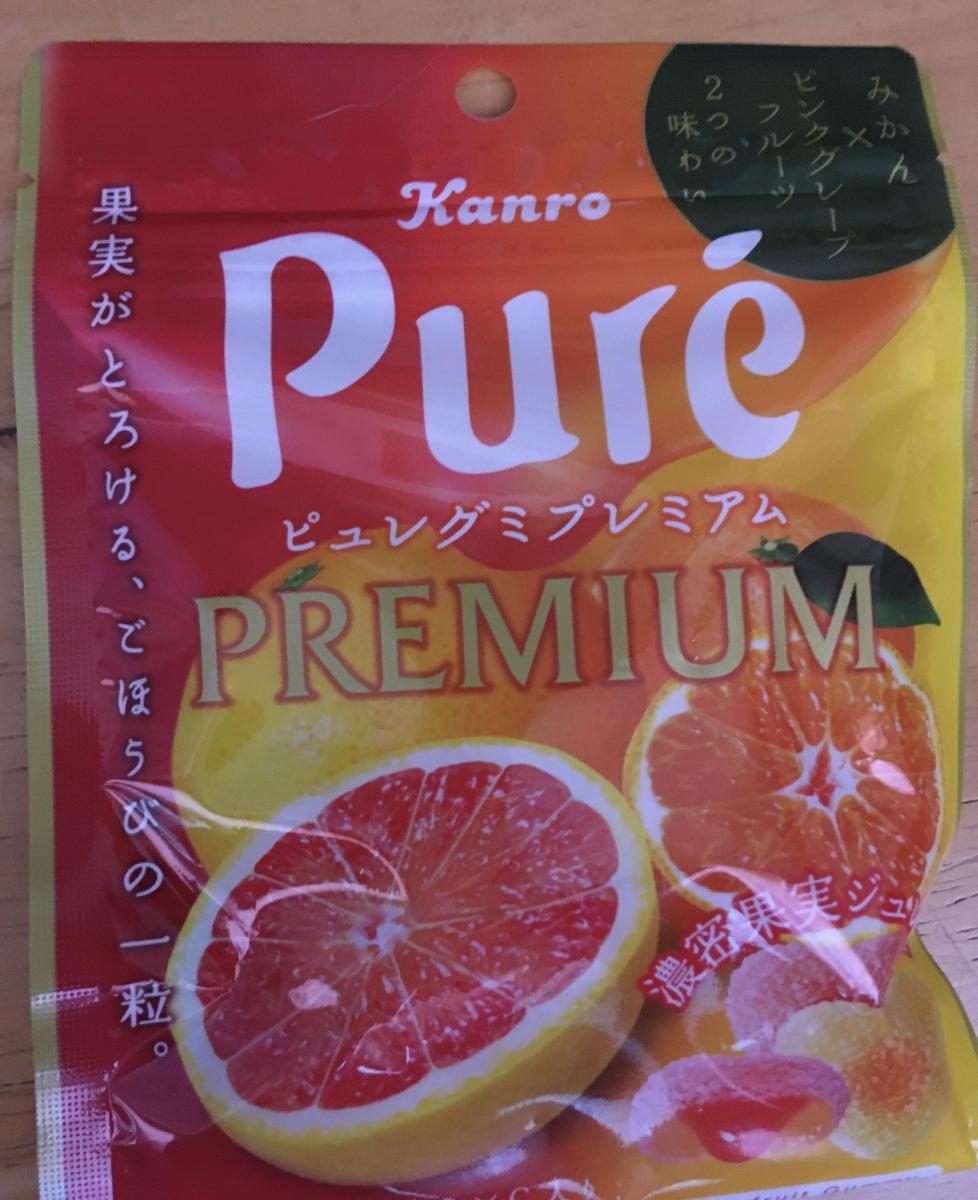 みかん
×
ピンクグレープ
フルーツ
2つの
味わい
Kanro
Puré
ピュレグミプレミアム
PREMIUM
果実がとろける、ごほうびの一粒。
濃密果実